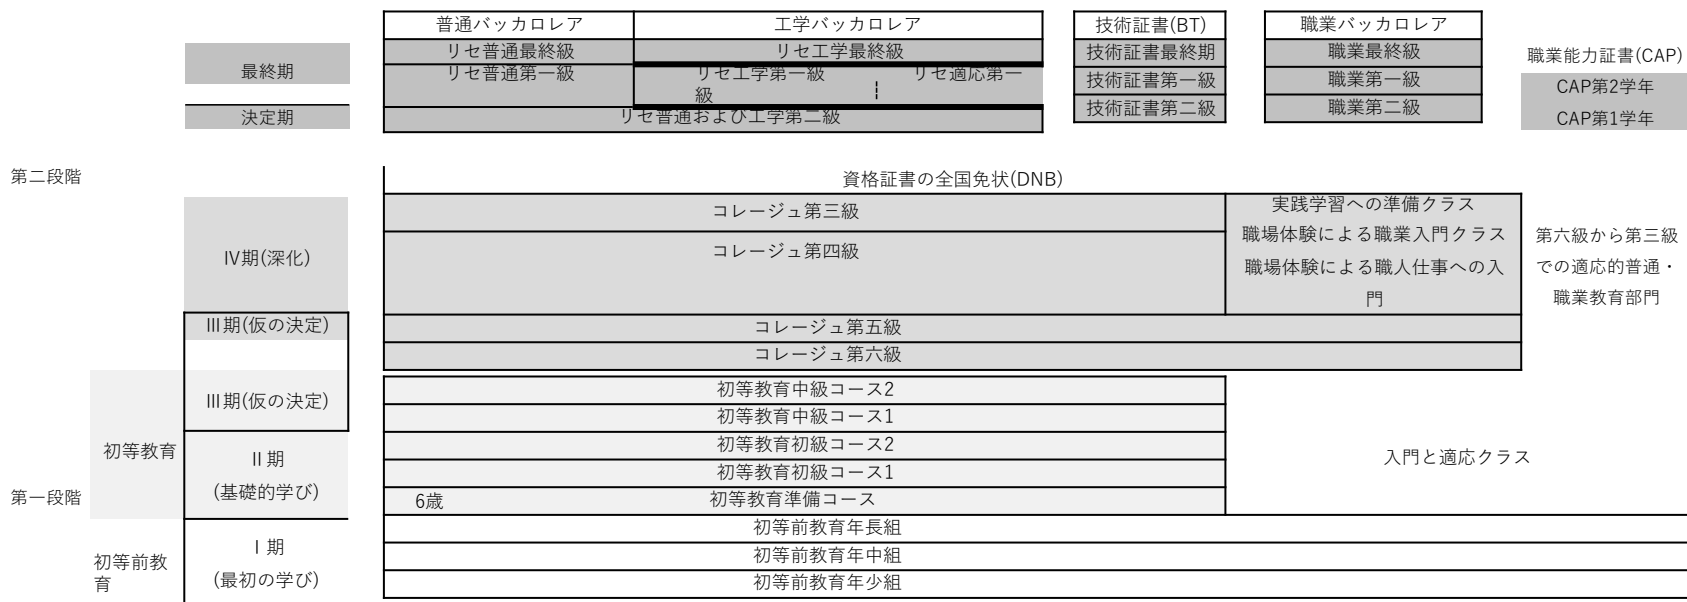 普通バッカロレア 工学バッカロレア 技術証書(BT) 職業バッカロレア
リセ普通最終級 リセ工学最終級 技術証書最終期 職業最終級
職業能力証書(CAP)
最終期 リセ普通第一級 リセ工学第一 リセ適応第一
級
級
技術証書第一級 職業第一級 CAP第2学年
決定期 リセ普通および工学第二級 技術証書第二級 職業第二級 CAP第1学年
第二段階 資格証書の全国免状(DNB)
コレージュ第三級 実践学習への準備クラス
職場体験による職業入門クラス 第六級から第三級
Ⅳ期(深化) コレージュ第四級
職場体験による職人仕事への入 での適応的普通・
門 職業教育部門
Ⅲ期(仮の決定) コレージュ第五級
コレージュ第六級
Ⅲ期(仮の決定) 初等教育中級コース2
初等教育中級コース1
初等教育 Ⅱ期 初等教育初級コース2 入門と適応クラス
(基礎的学び) 初等教育初級コース1
第一段階 6歳 初等教育準備コース
初等前教育年長組
初等前教 Ⅰ期 初等前教育年中組
育 (最初の学び) 初等前教育年少組